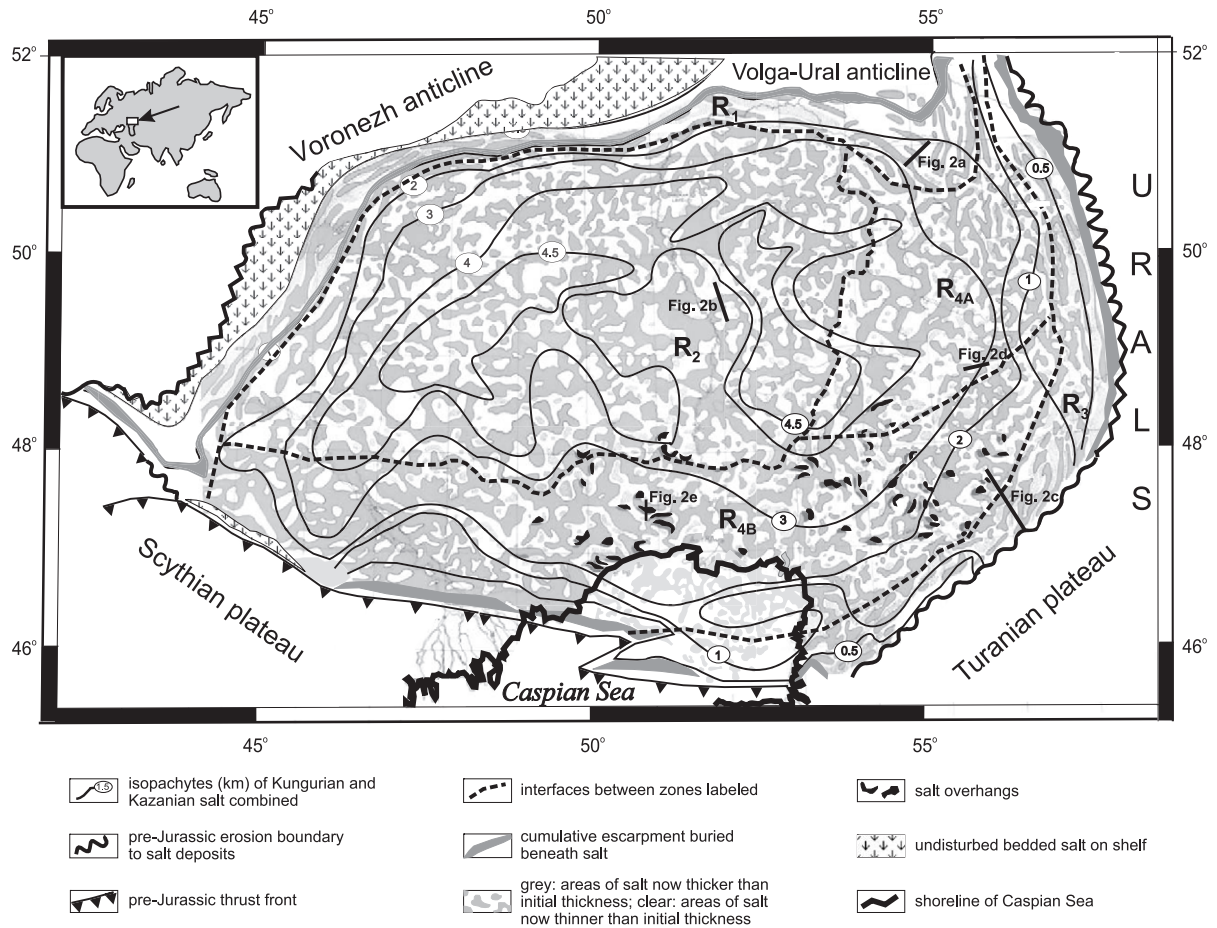 45°
50°
55°
52°
52°
Voronezh anticline
Volga-Ural anticline
R1
Fig. 2a
0.5
U
R
A
L
S
2
3
4
4.5
50°
50°
1
R4A
Fig. 2b
R2
Fig. 2d
R3
4.5
2
48°
48°
Fig. 2e
Fig. 2c
3
R4B
Scythian plateau
Turanian plateau
46°
46°
1
0.5
Caspian Sea
45°
50°
55°
1.5
isopachytes (km) of Kungurian and
Kazanian salt combined
pre-Jurassic erosion boundary
to salt deposits
pre-Jurassic thrust front
interfaces between zones labeled
cumulative escarpment buried
beneath salt
grey: areas of salt now thicker than
initial thickness; clear: areas of salt
now thinner than initial thickness
salt overhangs
undisturbed bedded salt on shelf
shoreline of Caspian Sea